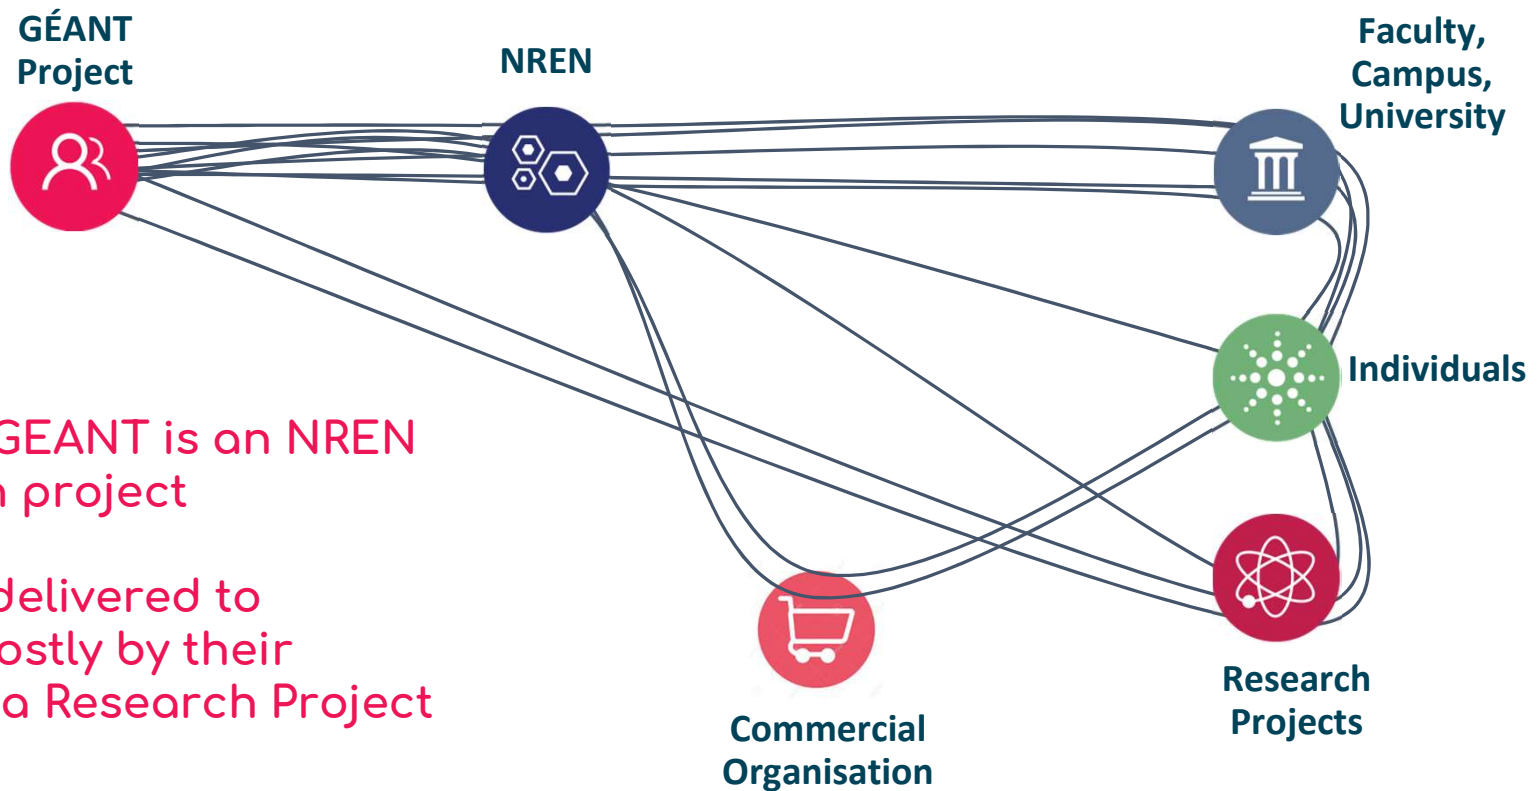 GÉANT
Project
NREN
Faculty,
Campus,
University
Individuals
GEANT is an NREN
project
delivered to
by their
a Research Project
Research
Projects
Commercial
Organisation